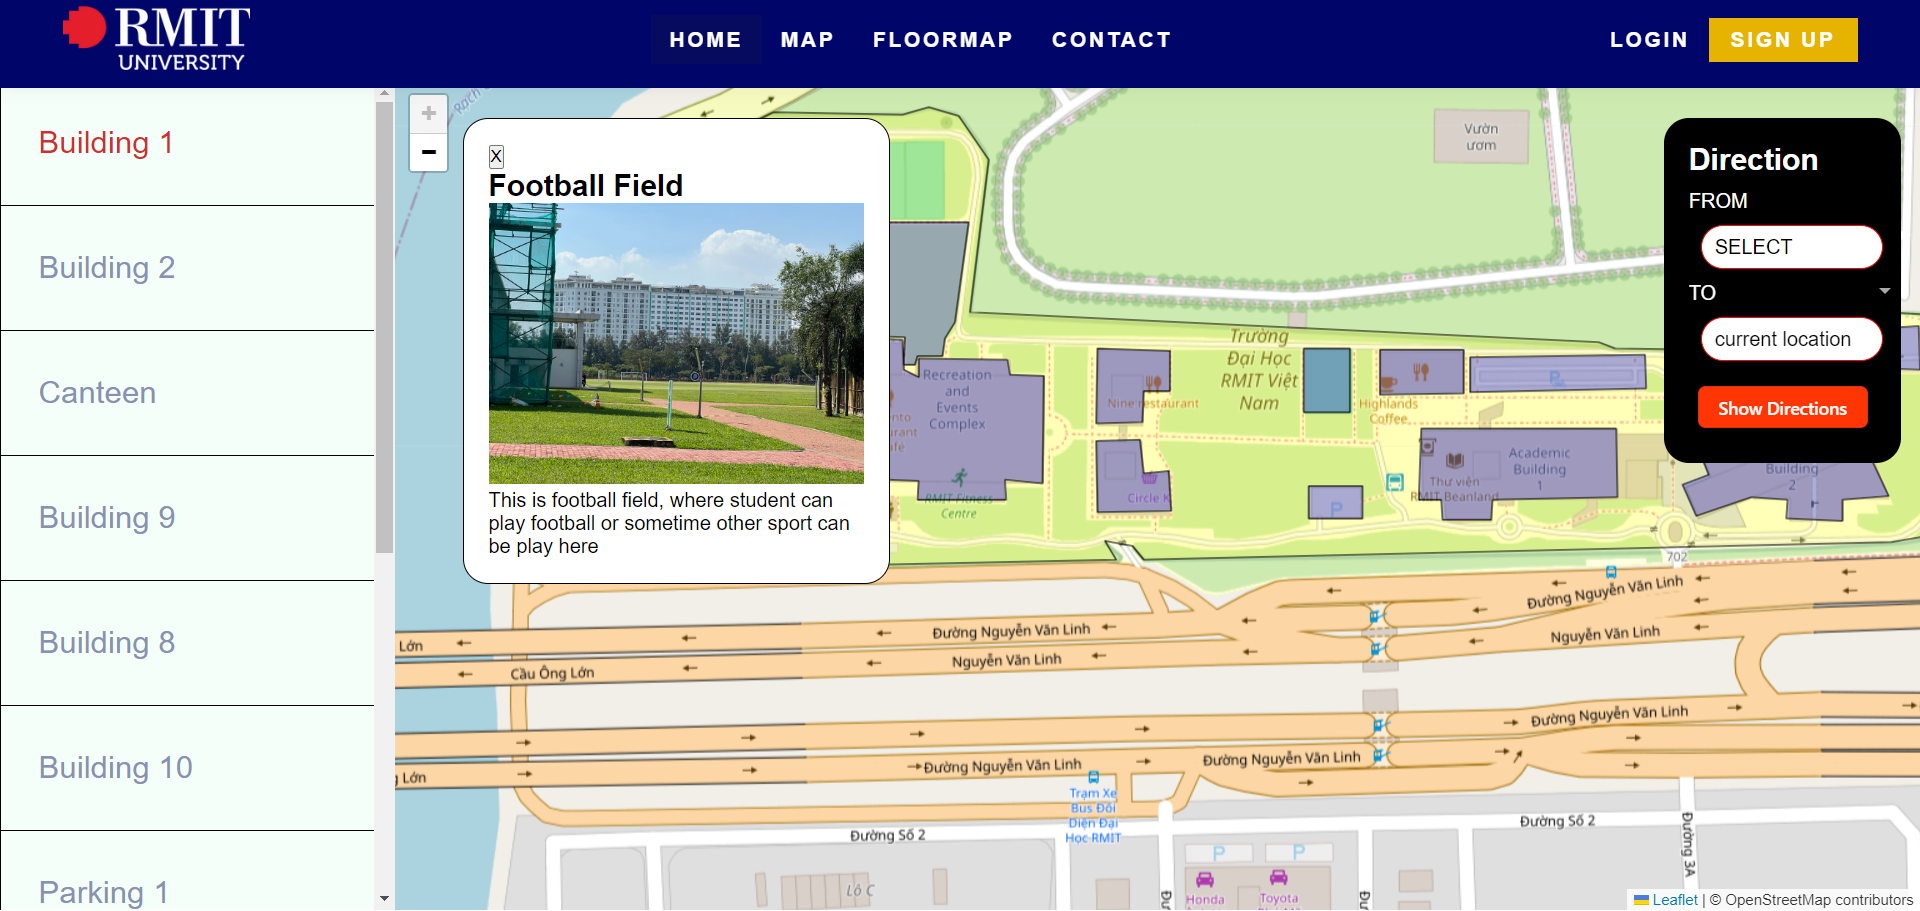 RMIT
UNIVERSITY
HOME
MAP
FLOORMAP
CONTACT
LOGIN
SIGN UP
Building 1
Building 2
Canteen
Building 9
Building 8
Building 10
Parking 1
+
−
X
Football Field
This is football field, where student can
play football or sometime other sport can
be play here
Direction
FROM
SELECT
TO
current location
Show Directions
Rạch
Vườn
ươm
Trường
Đại Học
RMIT Việt
Nam
Recreation
and
Events
Complex
RMIT Fitness
Centre
Nine restaurant
Circle K
Highlands
Coffee
P
P
Thư viện
RMIT Beanland
Academic
Building
1
Building
2
702
Đường Nguyễn Văn Linh
Nguyễn Văn Linh
Đường Nguyễn Văn Linh
Nguyễn Văn Linh
Lớn
Cầu Ông Lớn
Đường Nguyễn Văn Linh
Đường Nguyễn Văn Linh
Đường Nguyễn Văn Linh
Lớn
Trạm Xe
Bus Đối
Diện Đại
Học RMIT
Đường Số 2
Đường Số 2
Đường 3A
Lô C
P
P
Honda
Toyota
Leaflet | © OpenStreetMap contributors